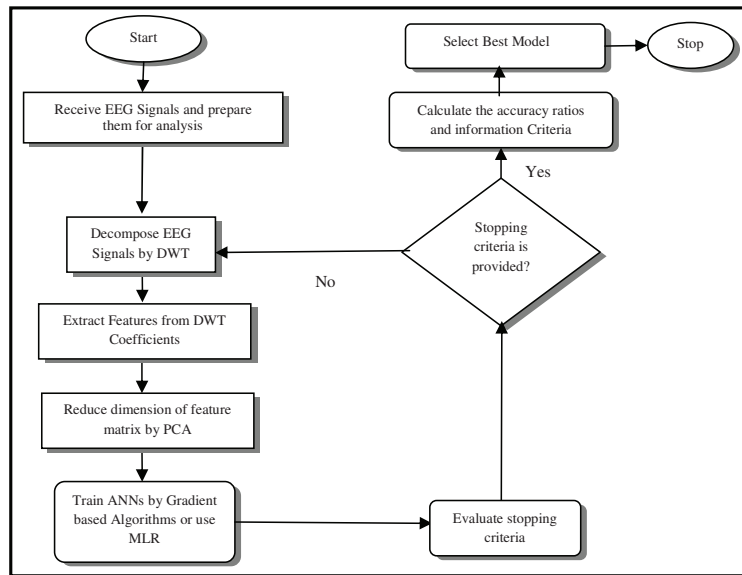 Start
Receive EEG Signals and prepare
them for analysis
Decompose EEG
Signals by DWT
Extract Features from DWT
Coefficients
Reduce dimension of feature
matrix by PCA
Train ANNs by Gradient
based Algorithms or use
MLR
Evaluate stopping
criteria
Stopping
criteria is
provided?
No
Yes
Calculate the accuracy ratios
and information Criteria
Select Best Model
Stop